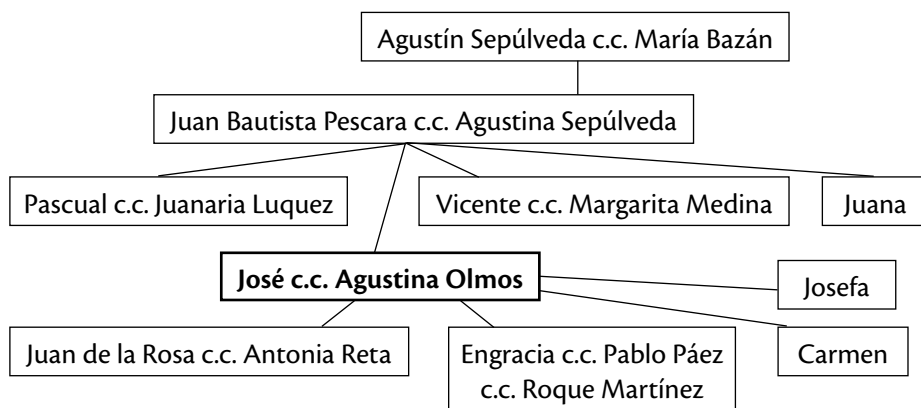 Agustín Sepúlveda c.c. María Bazán
Juan Bautista Pescara c.c. Agustina Sepúlveda
Pascual c.c. Juanaria Luquez
Vicente c.c. Margarita Medina
Juana
José c.c. Agustina Olmos
Josefa
Juan de la Rosa c.c. Antonia Reta
Engracia c.c. Pablo Páez
c.c. Roque Martínez
Carmen